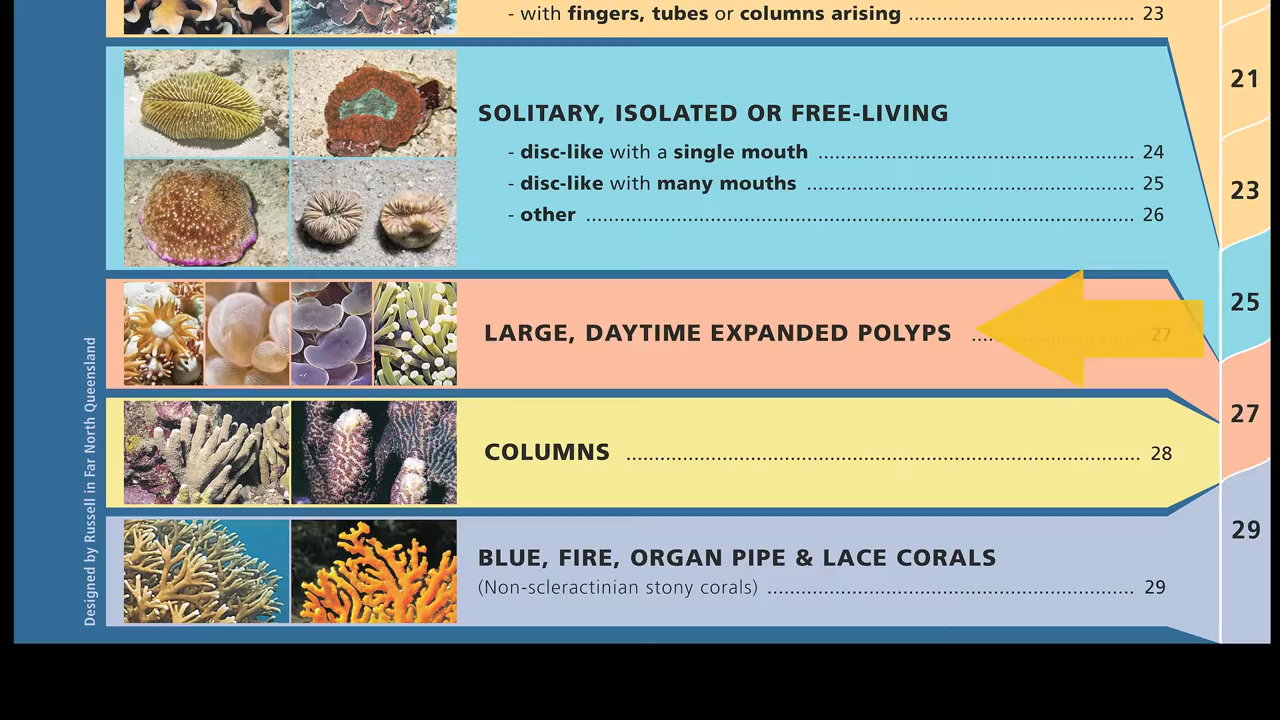 - with fingers, tubes or columns arising .................................... 23
SOLITARY, ISOLATED OR FREE-LIVING
- disc-like with a single mouth .................................................... 24
- disc-like with many mouths ...................................................... 25
- other .......................................................................................... 26
LARGE, DAYTIME EXPANDED POLYPS .... 27
COLUMNS ..................................................................................... 28
BLUE, FIRE, ORGAN PIPE & LACE CORALS
(Non-scleractinian stony corals) ............................................................. 29
21
23
25
27
29
Designed by Russell in Far North Queensland